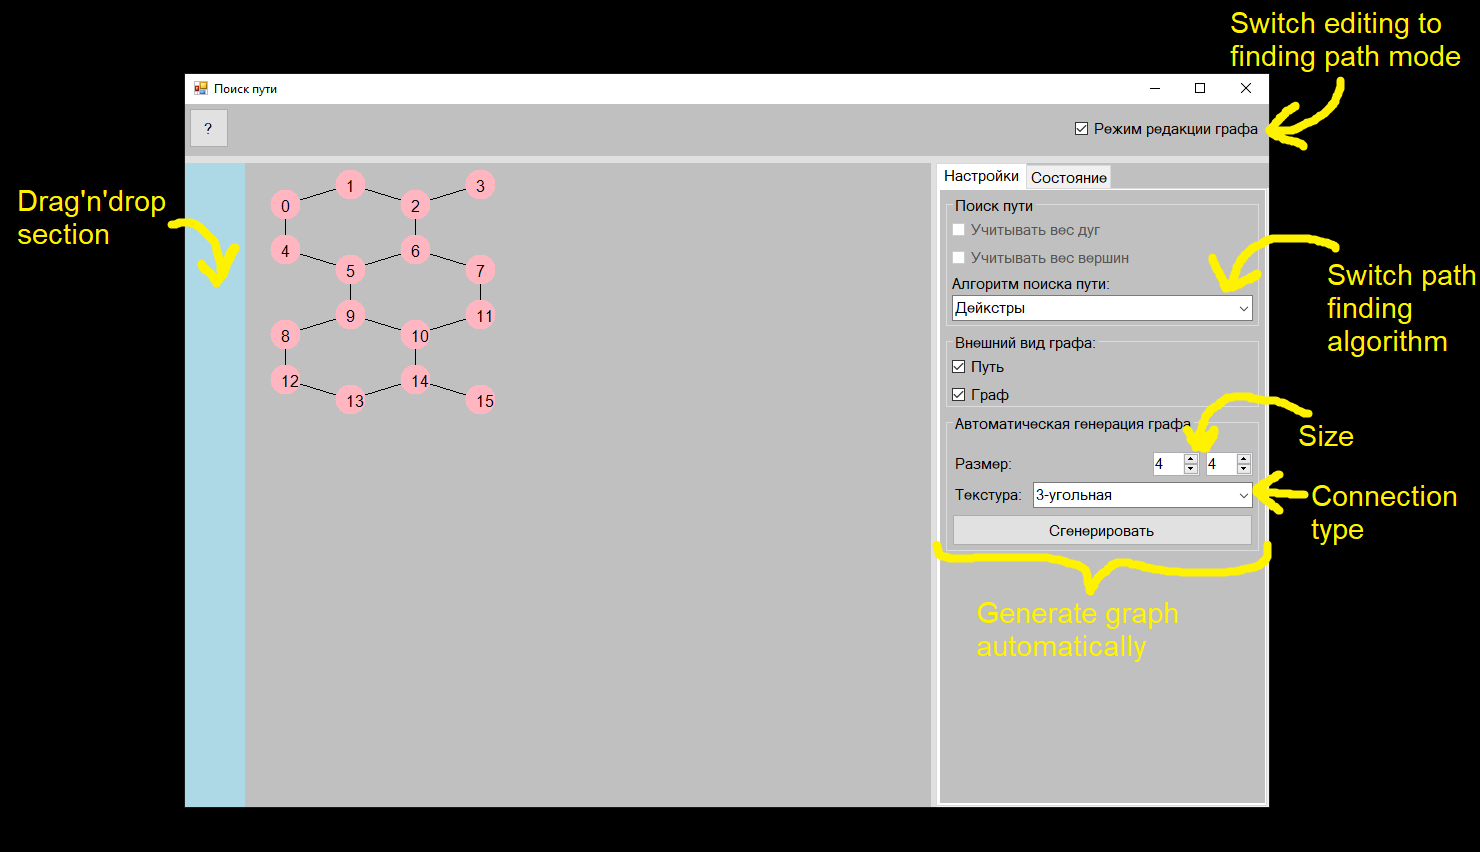 Switch editing to
finding path mode
Поиск пути
?
Режим редакции графа
Drag'n'drop
section
0
1
2
3
4
5
6
7
8
9
10
11
12
13
14
15
Настройки
Состояние
Поиск пути
Учитывать вес дуг
Учитывать вес вершин
Алгоритм поиска пути:
Дейкстры
Switch path
finding
algorithm
Внешний вид графа:
Путь
Граф
Автоматическая генерация графа
Размер:
4
4
Size
Текстура:
3-угольная
Connection
type
Сгенерировать
Generate graph
automatically